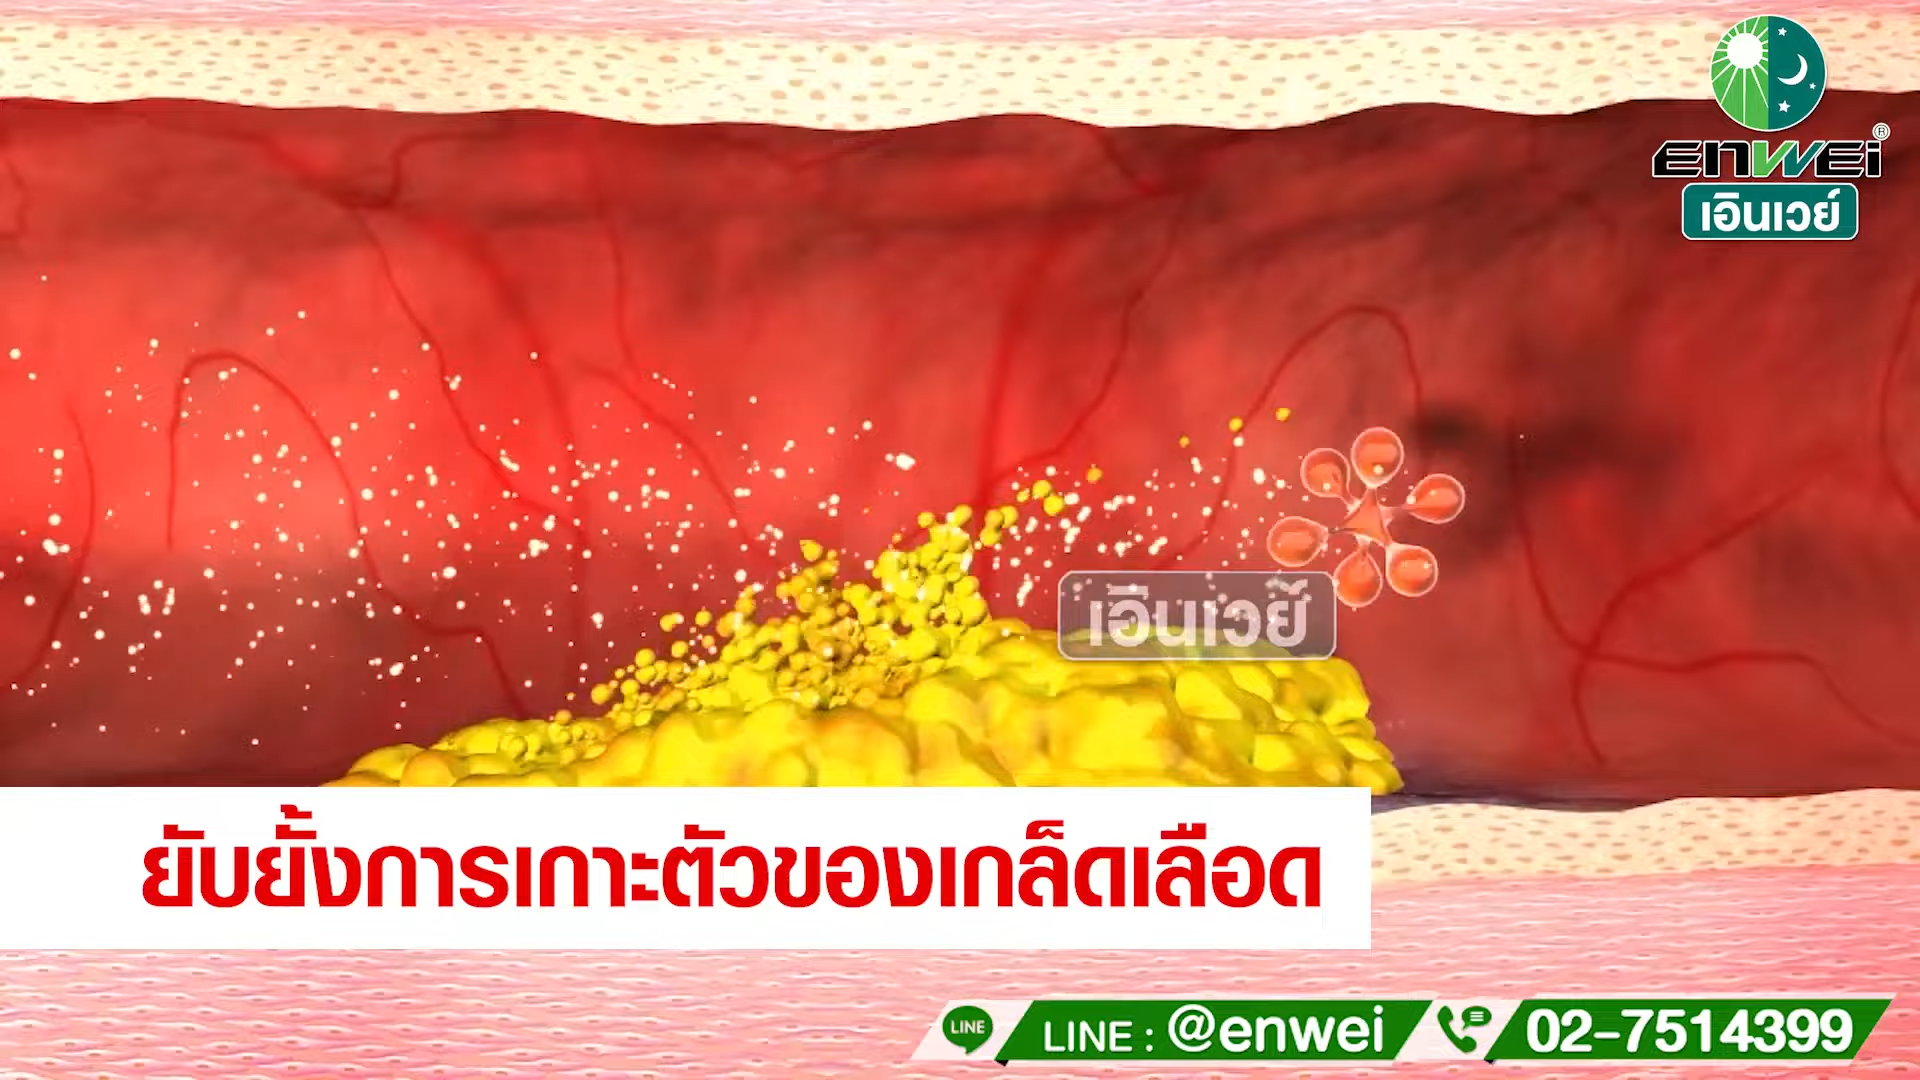 ENWEI®
เอินเวย์
เอินเวย์
ยับยั้งการเกาะตัวของเกล็ดเลือด
LINE
LINE : @enwei
02-7514399